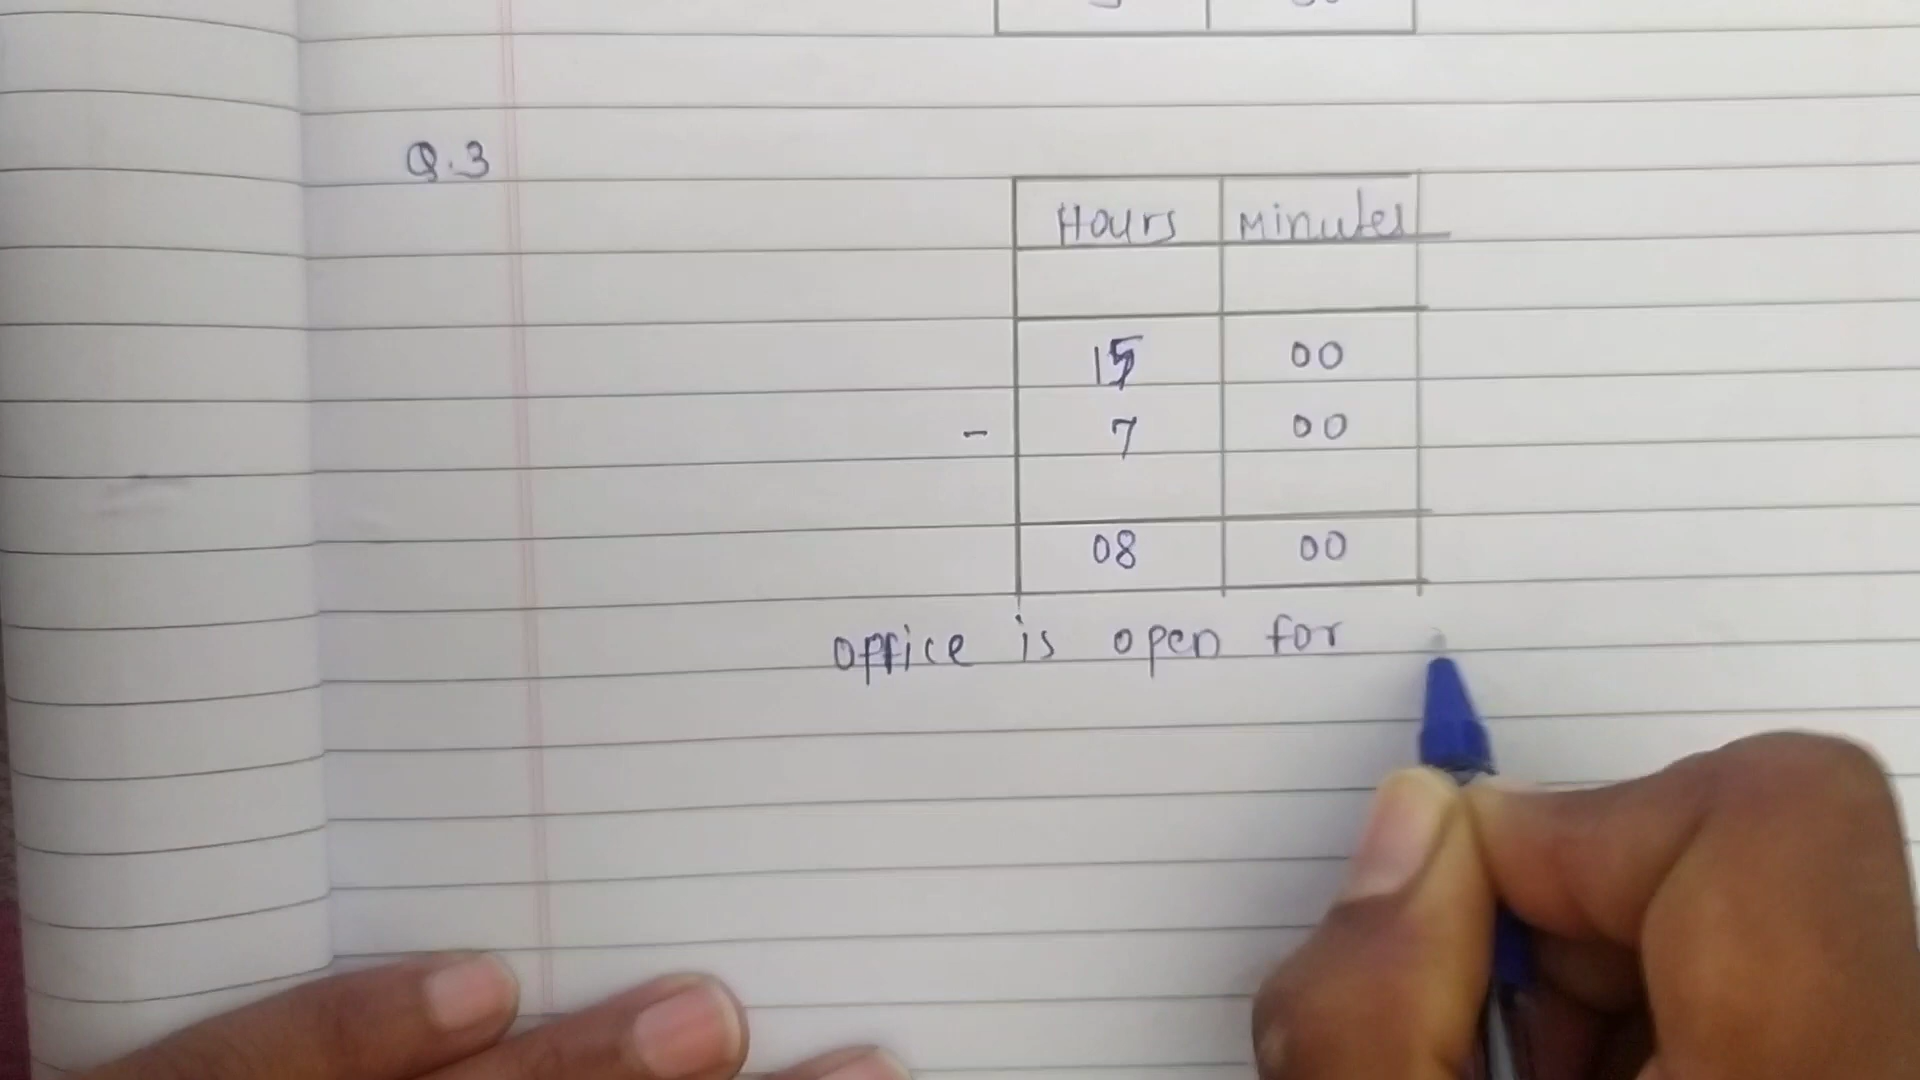 Q.3
Hours Minutes
15 00
- 7 00
08 00
office is open for